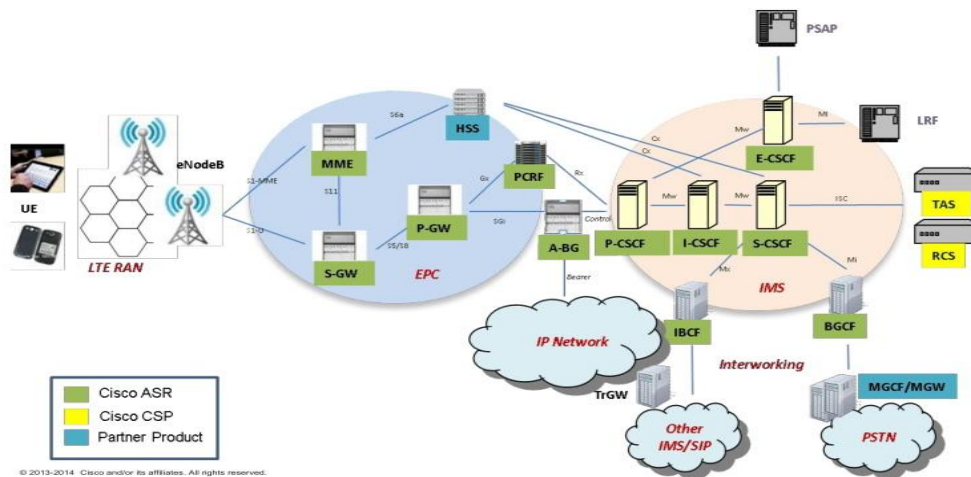 PSAP
HSS
S6a
Cx
Cx
Mw
Ml
LRF
eNodeB
MME
E-CSCF
S1-MME
S11
Gx
PCRF
Rx
UE
Mw
Mw
ISC
TAS
P-GW
SGi
Control
A-BG
P-CSCF
I-CSCF
S-CSCF
RCS
LTE RAN
S1-U
S-GW
S5/S8
EPC
Bearer
Mx
IMS
Mi
IP Network
IBCF
BGCF
Interworking
TrGW
MGCF/MGW
Other
IMS/SIP
PSTN
Cisco ASR
Cisco CSP
Partner Product
© 2013-2014 Cisco and/or its affiliates. All rights reserved.